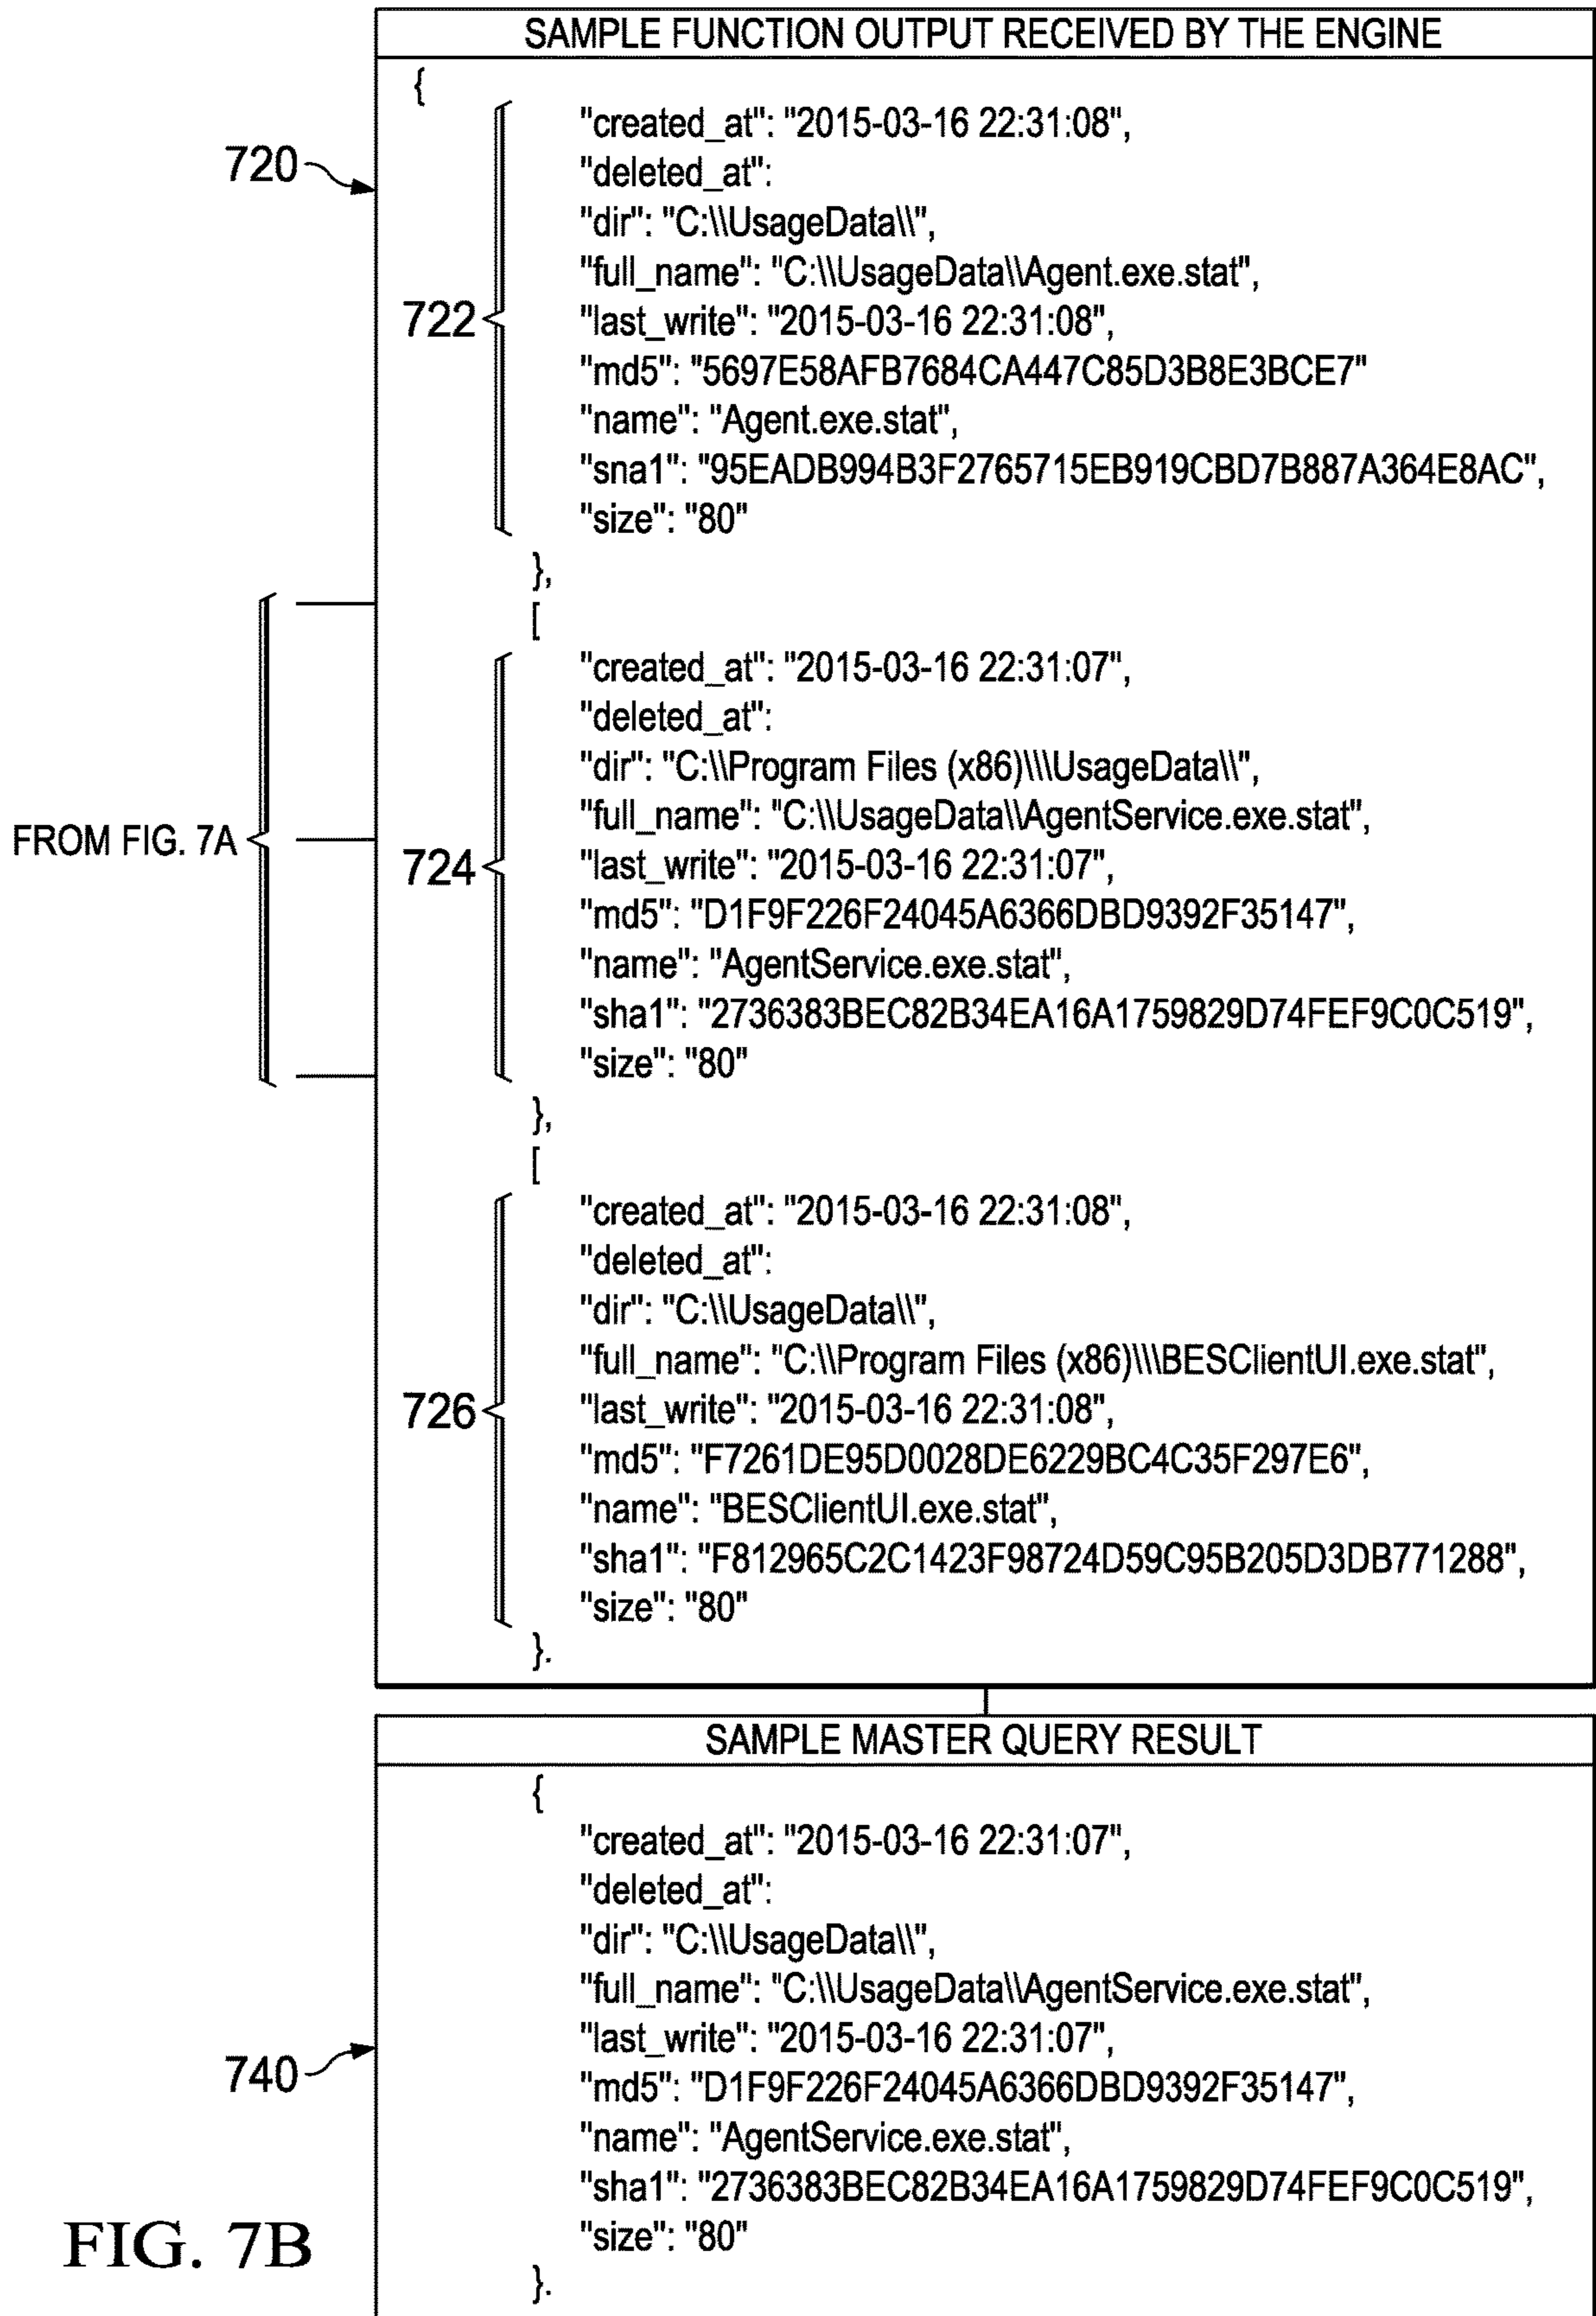 SAMPLE FUNCTION OUTPUT RECEIVED BY THE ENGINE
{
720
722
"created_at": "2015-03-16 22:31:08",
"deleted_at":
"dir": "C:\\UsageData\\",
"full_name": "C:\\UsageData\\Agent.exe.stat",
"last_write": "2015-03-16 22:31:08",
"md5": "5697E58AFB7684CA447C85D3B8E3BCE7"
"name": "Agent.exe.stat",
"sna1": "95EADB994B3F2765715EB919CBD7B887A364E8AC",
"size": "80"
},
[
FROM FIG. 7A
724
"created_at": "2015-03-16 22:31:07",
"deleted_at":
"dir": "C:\\Program Files (x86)\\\UsageData\\",
"full_name": "C:\\UsageData\\AgentService.exe.stat",
"last_write": "2015-03-16 22:31:07",
"md5": "D1F9F226F24045A6366DBD9392F35147",
"name": "AgentService.exe.stat",
"sha1": "2736383BEC82B34EA16A1759829D74FEF9C0C519",
"size": "80"
},
[
726
"created_at": "2015-03-16 22:31:08",
"deleted_at":
"dir": "C:\\UsageData\\",
"full_name": "C:\\Program Files (x86)\\\BESClientUI.exe.stat",
"last_write": "2015-03-16 22:31:08",
"md5": "F7261DE95D0028DE6229BC4C35F297E6",
"name": "BESClientUI.exe.stat",
"sha1": "F812965C2C1423F98724D59C95B205D3DB771288",
"size": "80"
}.
SAMPLE MASTER QUERY RESULT
{
740
"created_at": "2015-03-16 22:31:07",
"deleted_at":
"dir": "C:\\UsageData\\",
"full_name": "C:\\UsageData\\AgentService.exe.stat",
"last_write": "2015-03-16 22:31:07",
"md5": "D1F9F226F24045A6366DBD9392F35147",
"name": "AgentService.exe.stat",
"sha1": "2736383BEC82B34EA16A1759829D74FEF9C0C519",
"size": "80"
}.
FIG. 7B